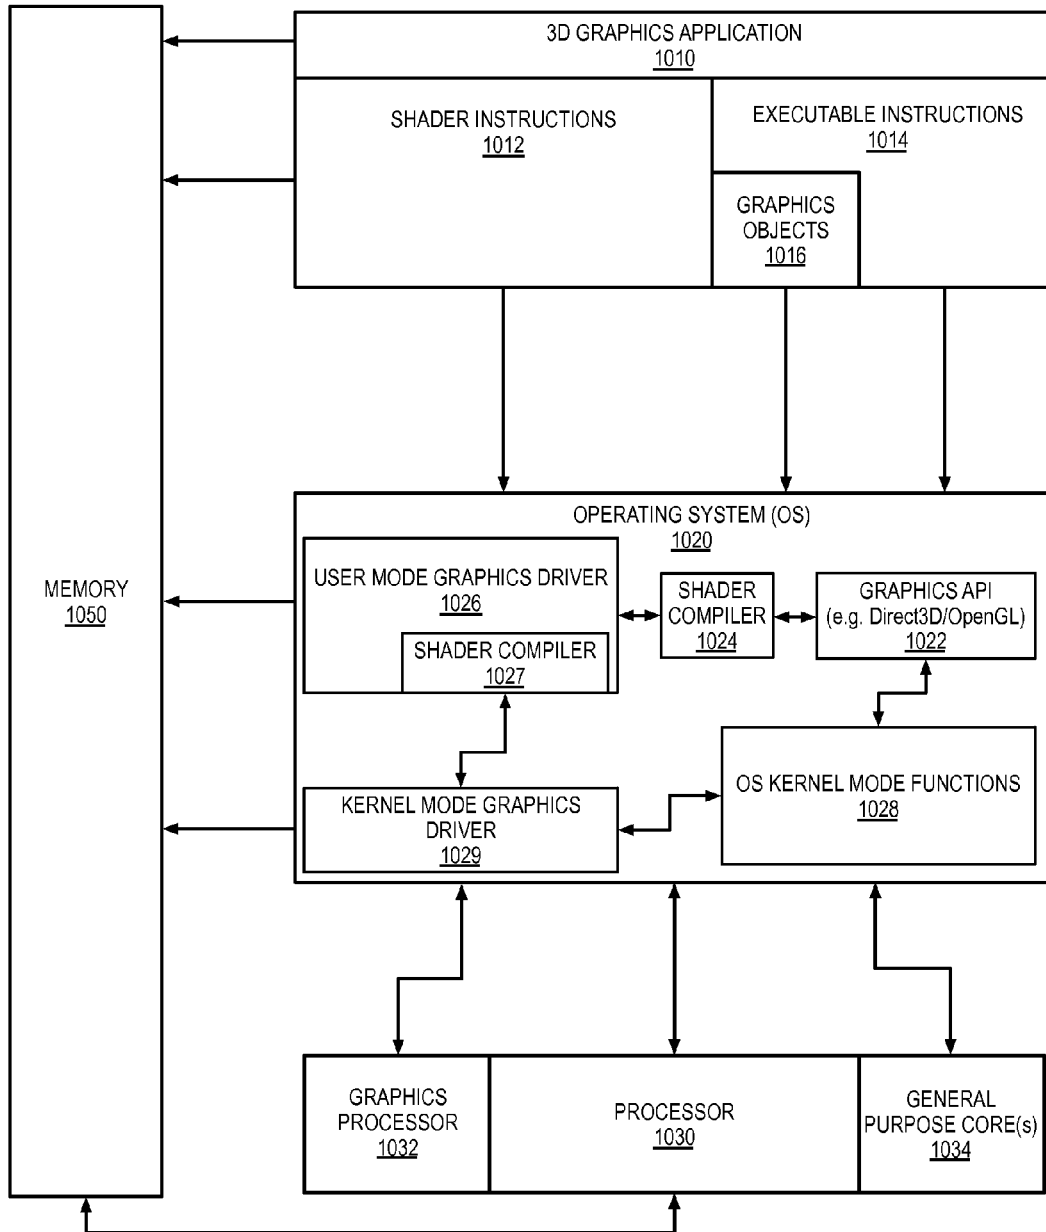 3D GRAPHICS APPLICATION
1010
SHADER INSTRUCTIONS
1012
EXECUTABLE INSTRUCTIONS
1014
GRAPHICS
OBJECTS
1016
MEMORY
1050
OPERATING SYSTEM (OS)
1020
USER MODE GRAPHICS DRIVER
1026
SHADER COMPILER
1027
SHADER
COMPILER
1024
GRAPHICS API
(e.g. Direct3D/OpenGL)
1022
KERNEL MODE GRAPHICS
DRIVER
1029
OS KERNEL MODE FUNCTIONS
1028
GRAPHICS
PROCESSOR
1032
PROCESSOR
1030
GENERAL
PURPOSE CORE(s)
1034